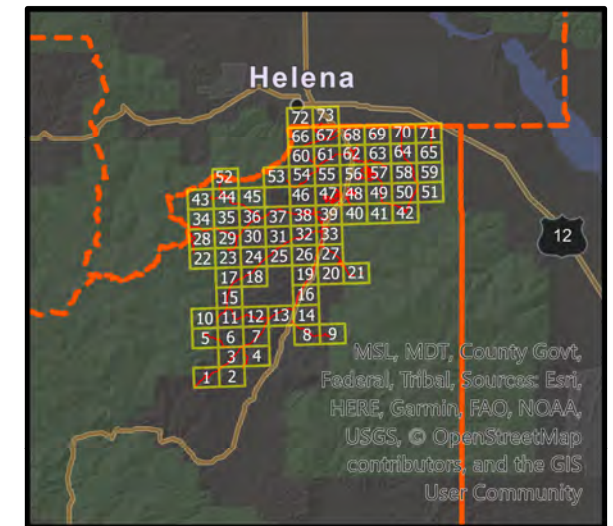 Helena
72 73
66 67 68 69 70 71
60 61 62 63 64 65
52 53 54 55 56 57 58 59
43 44 45 46 47 48 49 50 51
34 35 36 37 38 39 40 41 42
28 29 30 31 32 33
22 23 24 25 26 27
17 18 19 20 21
15 16
10 11 12 13 14
5 6 7 8 9
3 4
1 2
12
MSL, MDT, County Govt,
Federal, Tribal, Sources: Esri,
HERE, Garmin, FAO, NOAA,
USGS, © OpenStreetMap
contributors, and the GIS
User Community